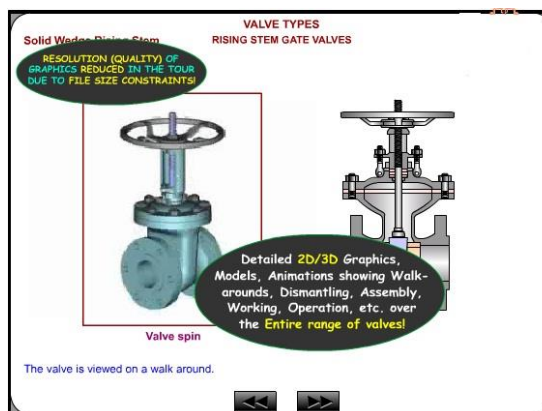 VALVE TYPES
Solid Wedge Rising Stem
RISING STEM GATE VALVES
RESOLUTION (QUALITY) OF
GRAPHICS REDUCED IN THE TOUR
DUE TO FILE SIZE CONSTRAINTS!
Detailed 2D/3D Graphics,
Models, Animations showing Walk-
arounds, Dismantling, Assembly,
Working, Operation, etc. over
the Entire range of valves!
Valve spin
The valve is viewed on a walk around.